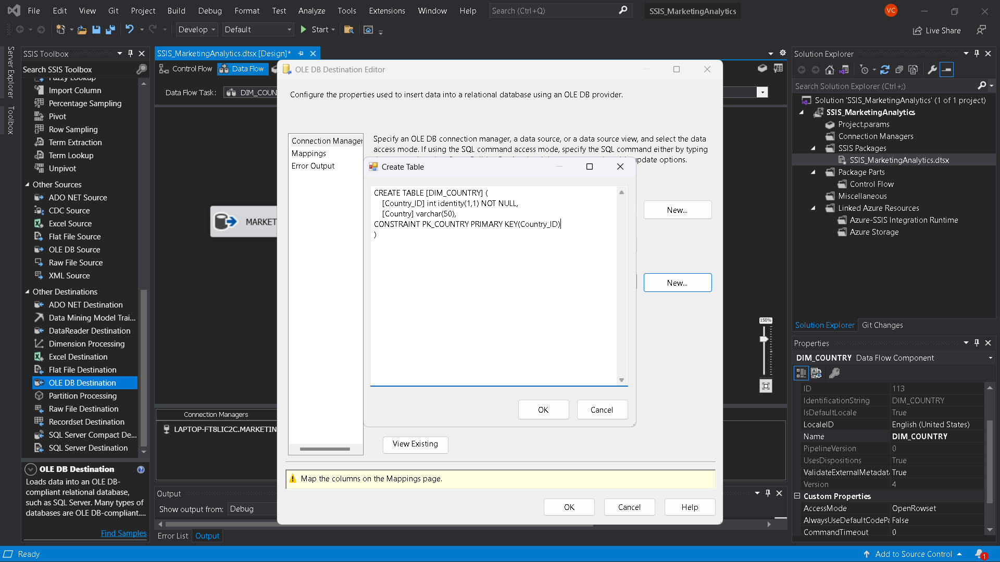 File Edit View Git Project Build Debug Format Test Analyze Tools Extensions Window Help Search (Ctrl+Q) SSIS_MarketingAnalytics VC
Develop Default Start Live Share
Server Explorer
Toolbox
SSIS Toolbox
Search SSIS Toolbox
Fuzzy Lookup
Import Column
Percentage Sampling
Pivot
Row Sampling
Term Extraction
Term Lookup
Unpivot
Other Sources
ADO NET Source
CDC Source
Excel Source
Flat File Source
OLE DB Source
Raw File Source
XML Source
Other Destinations
ADO NET Destination
Data Mining Model Trai...
DataReader Destination
Dimension Processing
Excel Destination
Flat File Destination
OLE DB Destination
Partition Processing
Raw File Destination
Recordset Destination
SQL Server Compact De...
SQL Server Destination
OLE DB Destination
Loads data into an OLE DB-
compliant relational database,
such as SQL Server. Many types of
databases are OLE DB-compliant....
Find Samples
SSIS_MarketingAnalytics.dtsx [Design]*
Control Flow Data Flow
Data Flow Task: DIM_COUN
MARKET
150%
Connection Managers
LAPTOP-FT8LIC2C.MARKETIN
Output
Show output from: Debug
Error List Output
OLE DB Destination Editor
Configure the properties used to insert data into a relational database using an OLE DB provider.
Connection Manager
Mappings
Error Output
Specify an OLE DB connection manager, a data source, or a data source view, and select the data
access mode. If using the SQL command access mode, specify the SQL command either by typing
update options.
New...
New...
View Existing
Map the columns on the Mappings page.
OK Cancel Help
Create Table
CREATE TABLE [DIM_COUNTRY] (
[Country_ID] int identity(1,1) NOT NULL,
[Country] varchar(50),
CONSTRAINT PK_COUNTRY PRIMARY KEY(Country_ID)
)
OK Cancel
Solution Explorer
Search Solution Explorer (Ctrl+;)
Solution 'SSIS_MarketingAnalytics' (1 of 1 project)
SSIS_MarketingAnalytics
Project.params
Connection Managers
SSIS Packages
SSIS_MarketingAnalytics.dtsx
Package Parts
Control Flow
Miscellaneous
Linked Azure Resources
Azure-SSIS Integration Runtime
Azure Storage
Solution Explorer Git Changes
Properties
DIM_COUNTRY Data Flow Component
ID 113
IdentificationString DIM_COUNTRY
IsDefaultLocale True
LocaleID English (United States)
Name DIM_COUNTRY
PipelineVersion 0
UsesDispositions True
ValidateExternalMetadat True
Version 4
Custom Properties
AccessMode OpenRowset
AlwaysUseDefaultCodePa False
CommandTimeout 0
Ready
Add to Source Control 1